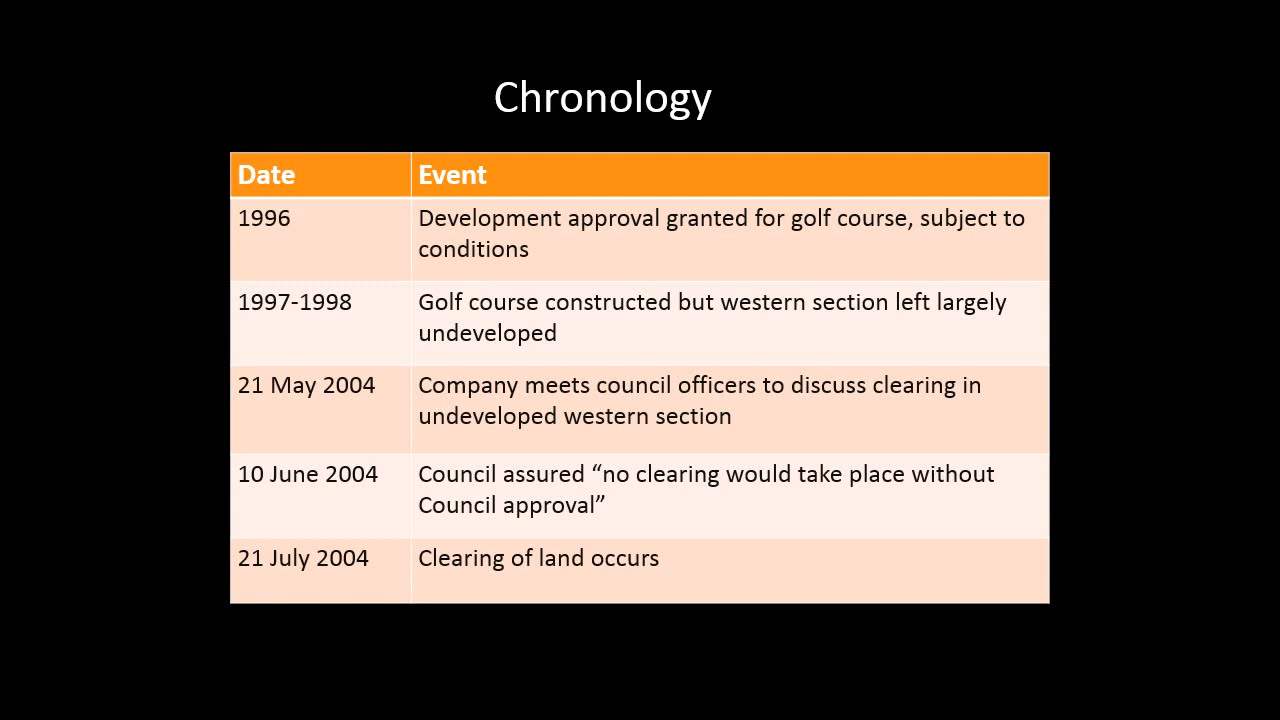 Chronology
Date Event
1996 Development approval granted for golf course, subject to
conditions
1997-1998 Golf course constructed but western section left largely
undeveloped
21 May 2004 Company meets council officers to discuss clearing in
undeveloped western section
10 June 2004 Council assured “no clearing would take place without
Council approval”
21 July 2004 Clearing of land occurs